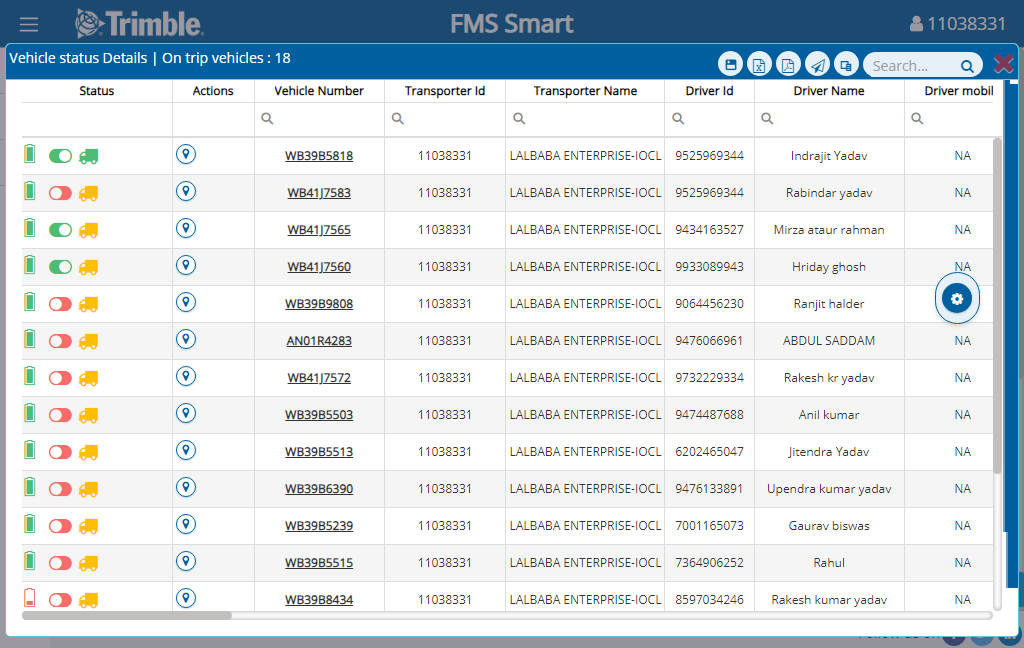 Trimble
FMS Smart
11038331
Vehicle status Details | On trip vehicles : 18
Search...
Status Actions Vehicle Number Transporter Id Transporter Name Driver Id Driver Name Driver mobil
WB39B5818 11038331 LALBABA ENTERPRISE-IOCL 9525969344 Indrajit Yadav NA
WB41J7583 11038331 LALBABA ENTERPRISE-IOCL 9525969344 Rabindar yadav NA
WB41J7565 11038331 LALBABA ENTERPRISE-IOCL 9434163527 Mirza ataur rahman NA
WB41J7560 11038331 LALBABA ENTERPRISE-IOCL 9933089943 Hriday ghosh NA
WB39B9808 11038331 LALBABA ENTERPRISE-IOCL 9064456230 Ranjit halder
AN01R4283 11038331 LALBABA ENTERPRISE-IOCL 9476066961 ABDUL SADDAM NA
WB41J7572 11038331 LALBABA ENTERPRISE-IOCL 9732229334 Rakesh kr yadav NA
WB39B5503 11038331 LALBABA ENTERPRISE-IOCL 9474487688 Anil kumar NA
WB39B5513 11038331 LALBABA ENTERPRISE-IOCL 6202465047 Jitendra Yadav NA
WB39B6390 11038331 LALBABA ENTERPRISE-IOCL 9476133891 Upendra kumar yadav NA
WB39B5239 11038331 LALBABA ENTERPRISE-IOCL 7001165073 Gaurav biswas NA
WB39B5515 11038331 LALBABA ENTERPRISE-IOCL 7364906252 Rahul NA
WB39B8434 11038331 LALBABA ENTERPRISE-IOCL 8597034246 Rakesh kumar yadav NA